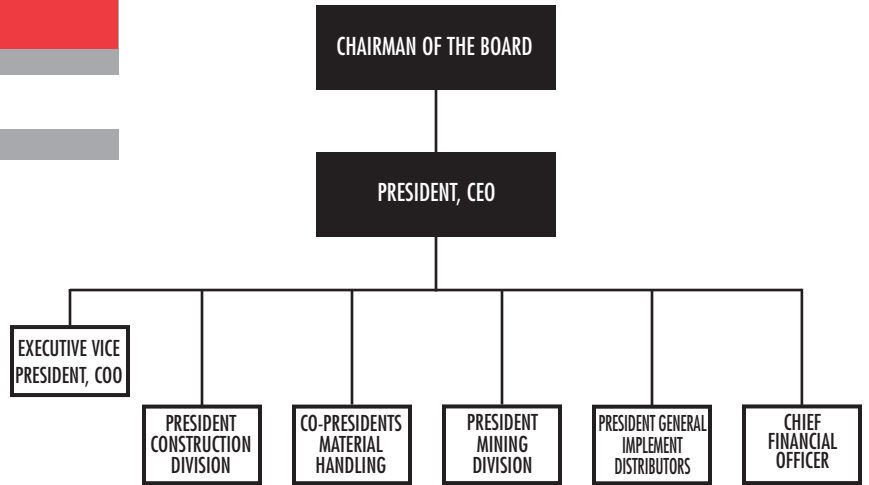 CHAIRMAN OF THE BOARD
PRESIDENT, CEO
EXECUTIVE VICE
PRESIDENT, COO
PRESIDENT
CONSTRUCTION
DIVISION
CO-PRESIDENTS
MATERIAL
HANDLING
PRESIDENT
MINING
DIVISION
PRESIDENT GENERAL
IMPLEMENT
DISTRIBUTORS
CHIEF
FINANCIAL
OFFICER